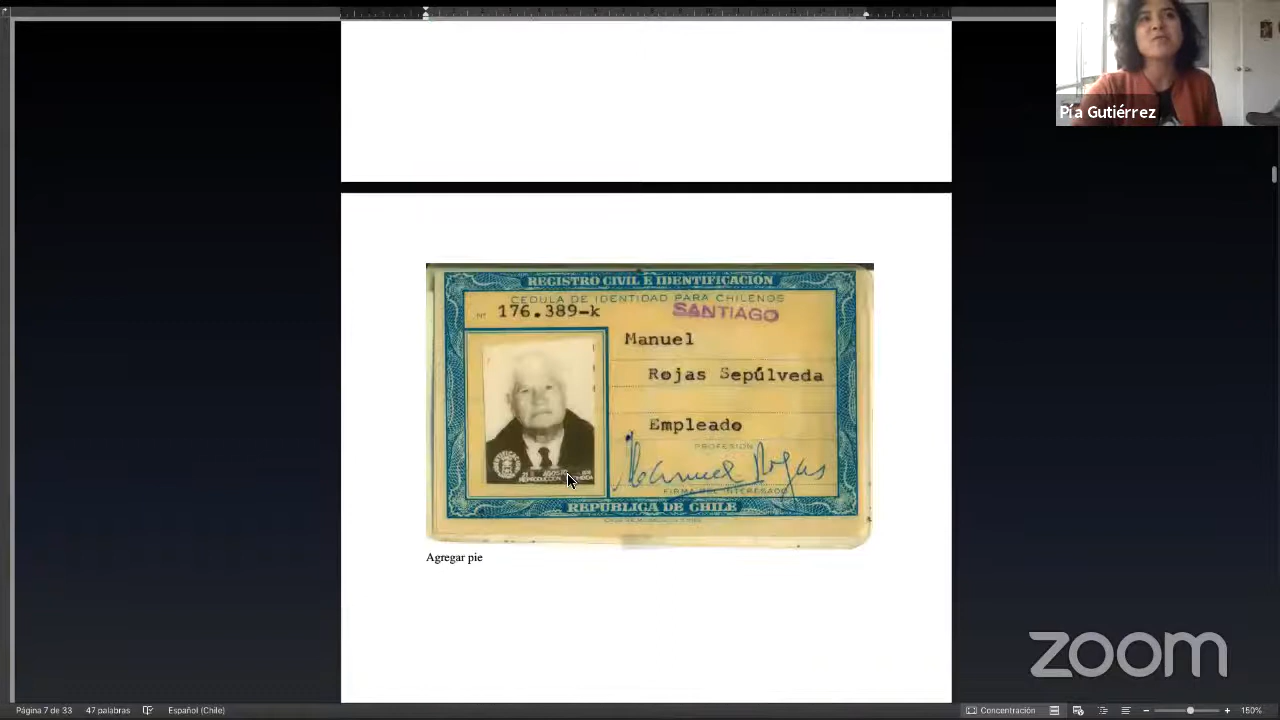 Pía Gutiérrez
REGISTRO CIVIL E IDENTIFICACION
CEDULA DE IDENTIDAD PARA CHILENOS
Nº 176.389-k
SANTIAGO
Manuel
Rojas Sepúlveda
Empleado
PROFESION
Manuel Rojas
FIRMA DEL INTERESADO
REPUBLICA DE CHILE
Agregar pie
zoom
Página 7 de 33 47 palabras Español (Chile) Concentración 150%